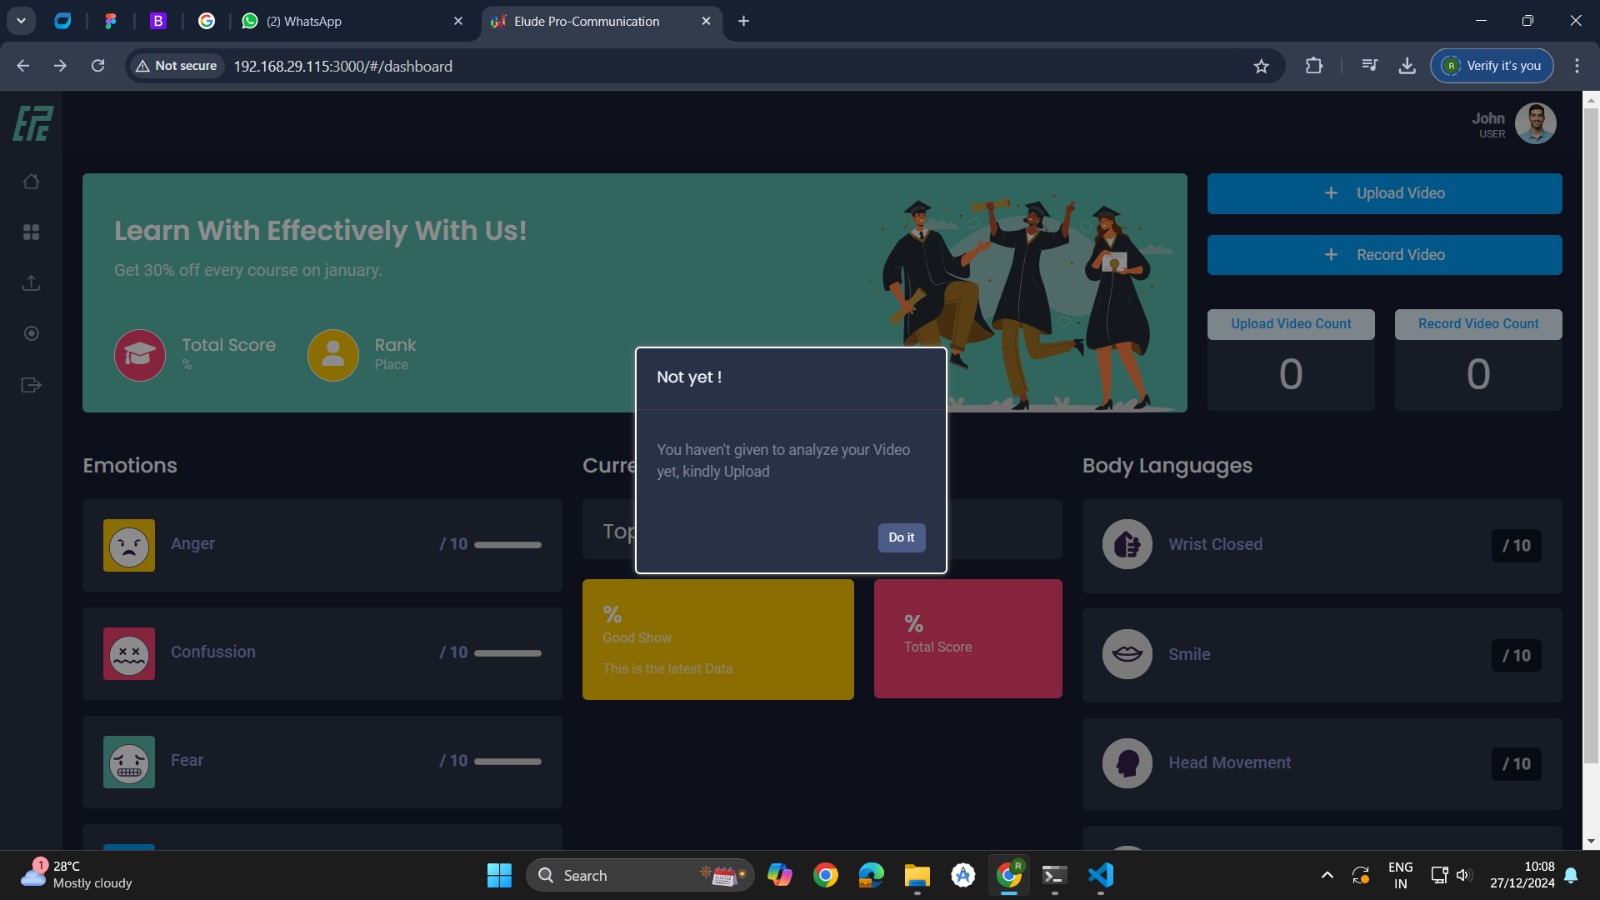 B
(2) WhatsApp
Elude Pro-Communication
Not secure
192.168.29.115:3000/#/dashboard
R
Verify it's you
John
USER
Learn With Effectively With Us!
Get 30% off every course on january.
Total Score
%
Rank
Place
+ Upload Video
+ Record Video
Upload Video Count
0
Record Video Count
0
Not yet !
You haven't given to analyze your Video
yet, kindly Upload
Do it
Emotions
Anger
/ 10
Confussion
/ 10
Fear
/ 10
Curre
Top
%
Good Show
This is the latest Data
%
Total Score
Body Languages
Wrist Closed
/ 10
Smile
/ 10
Head Movement
/ 10
1
28°C
Mostly cloudy
Search
R
ENG
IN
10:08
27/12/2024